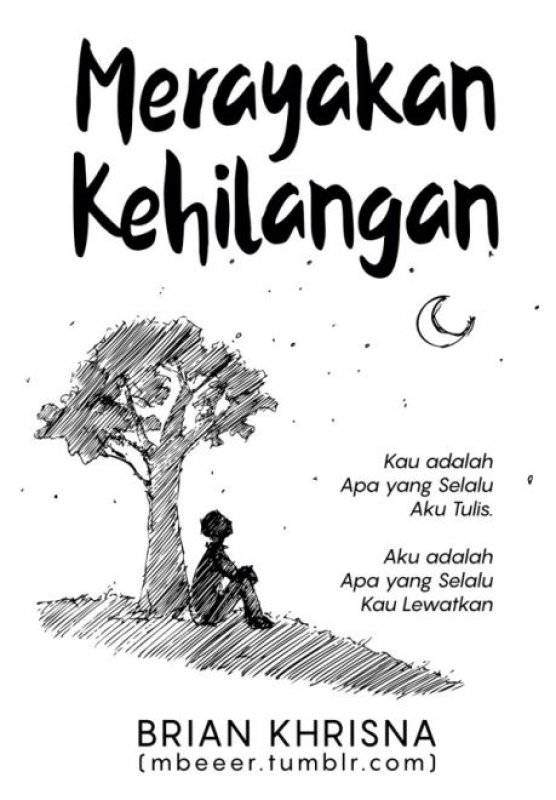 Merayakan
Kehilangan
Kau adalah
Apa yang Selalu
Aku Tulis.
Aku adalah
Apa yang Selalu
Kau Lewatkan
BRIAN KHRISNA
(mbeeer.tumblr.com)